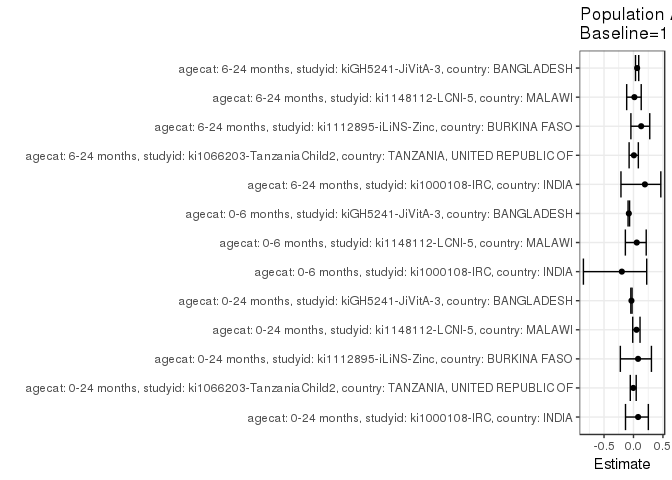 Population
Baseline=1
agecat: 6-24 months, studyid: kiGH5241-JiVitA-3, country: BANGLADESH
agecat: 6-24 months, studyid: ki1148112-LCNI-5, country: MALAWI
agecat: 6-24 months, studyid: ki1112895-iLiNS-Zinc, country: BURKINA FASO
agecat: 6-24 months, studyid: ki1066203-TanzaniaChild2, country: TANZANIA, UNITED REPUBLIC OF
agecat: 6-24 months, studyid: ki1000108-IRC, country: INDIA
agecat: 0-6 months, studyid: kiGH5241-JiVitA-3, country: BANGLADESH
agecat: 0-6 months, studyid: ki1148112-LCNI-5, country: MALAWI
agecat: 0-6 months, studyid: ki1000108-IRC, country: INDIA
agecat: 0-24 months, studyid: kiGH5241-JiVitA-3, country: BANGLADESH
agecat: 0-24 months, studyid: ki1148112-LCNI-5, country: MALAWI
agecat: 0-24 months, studyid: ki1112895-iLiNS-Zinc, country: BURKINA FASO
agecat: 0-24 months, studyid: ki1066203-TanzaniaChild2, country: TANZANIA, UNITED REPUBLIC OF
agecat: 0-24 months, studyid: ki1000108-IRC, country: INDIA
-0.5 0.0 0.5
Estimate